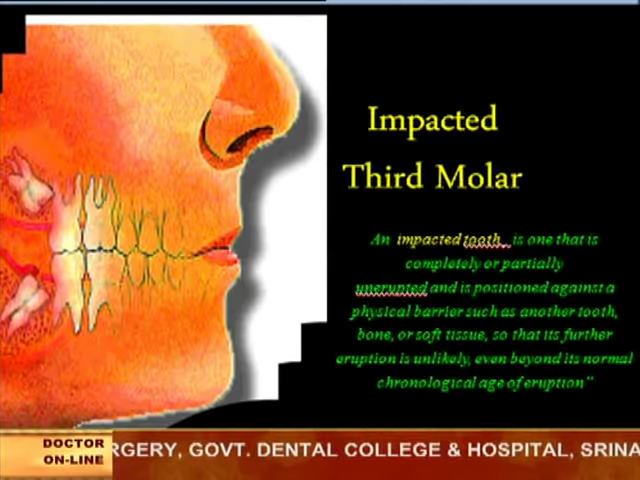 Impacted
Third Molar
An impacted tooth, is one that is
completely or partially
unerupted and is positioned against a
physical barrier such as another tooth,
bone, or soft tissue, so that its further
eruption is unlikely, even beyond its normal
chronological age of eruption"
DOCTOR
ON-LINE
RGERY, GOVT. DENTAL COLLEGE & HOSPITAL, SRINA